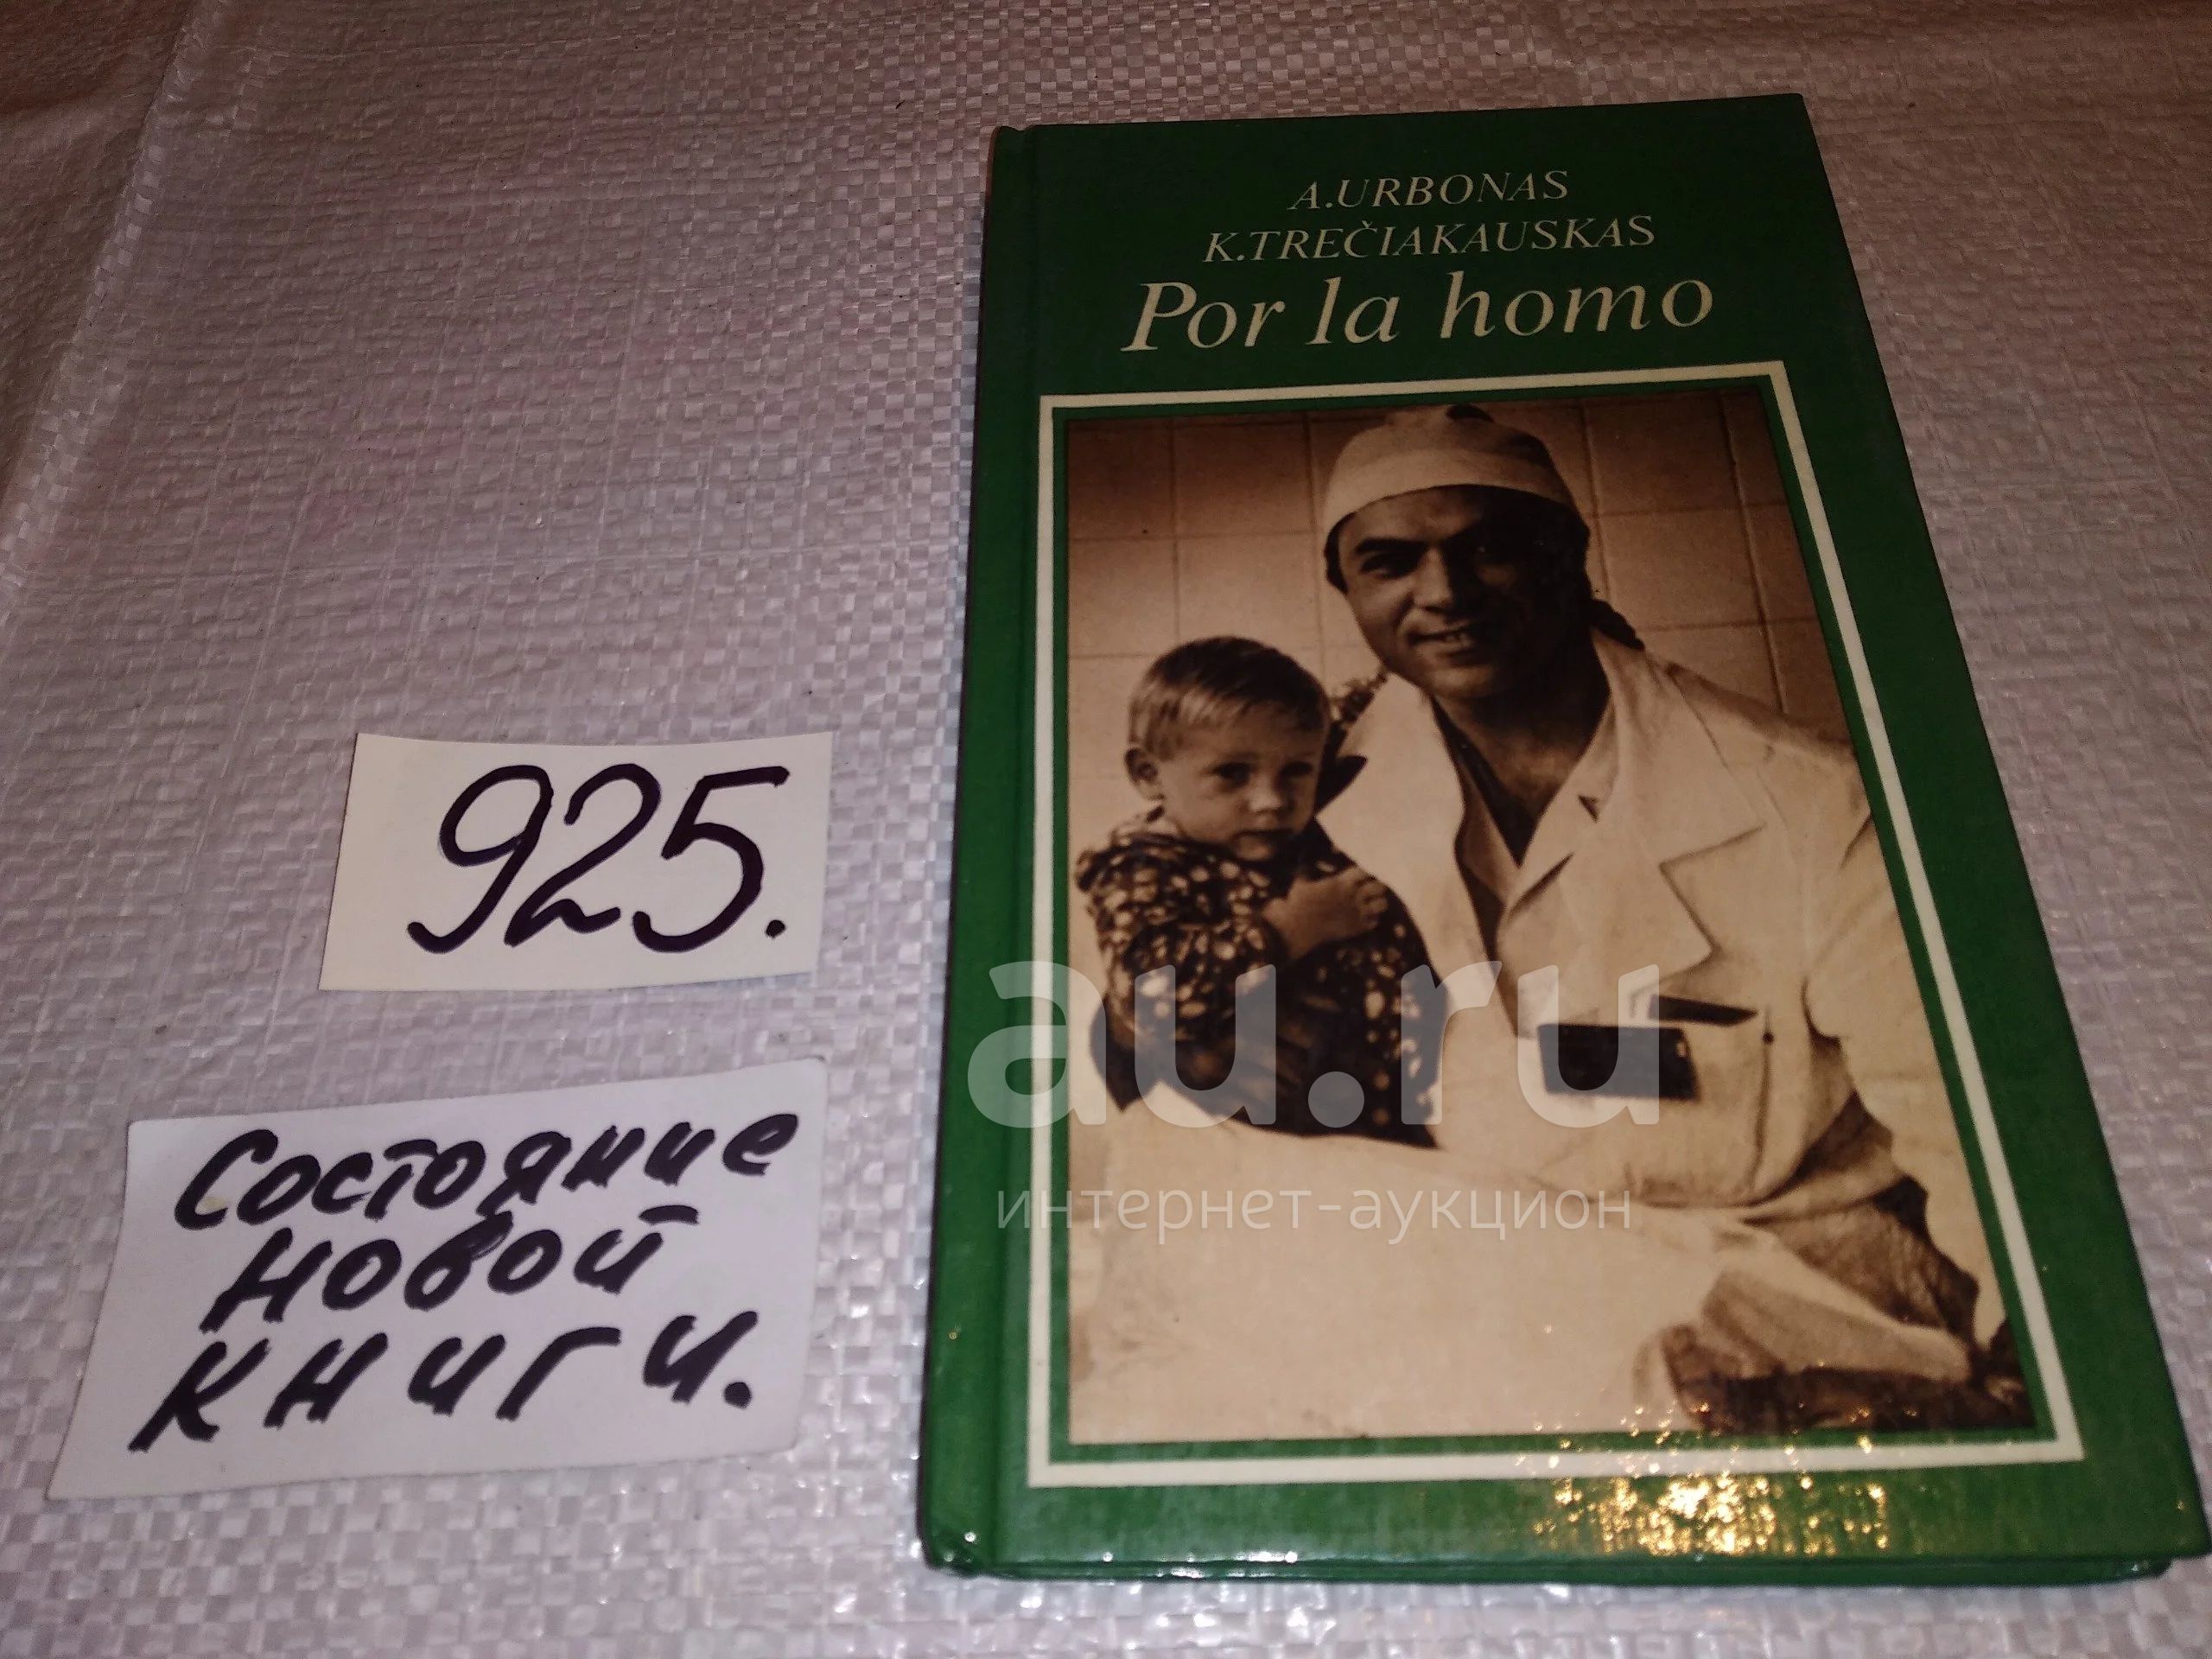 925.
Состояние
новой
книги.
A.URBONAS
K.TREČIAKAUSKAS
Por la homo
au.ru
интернет-аукцион